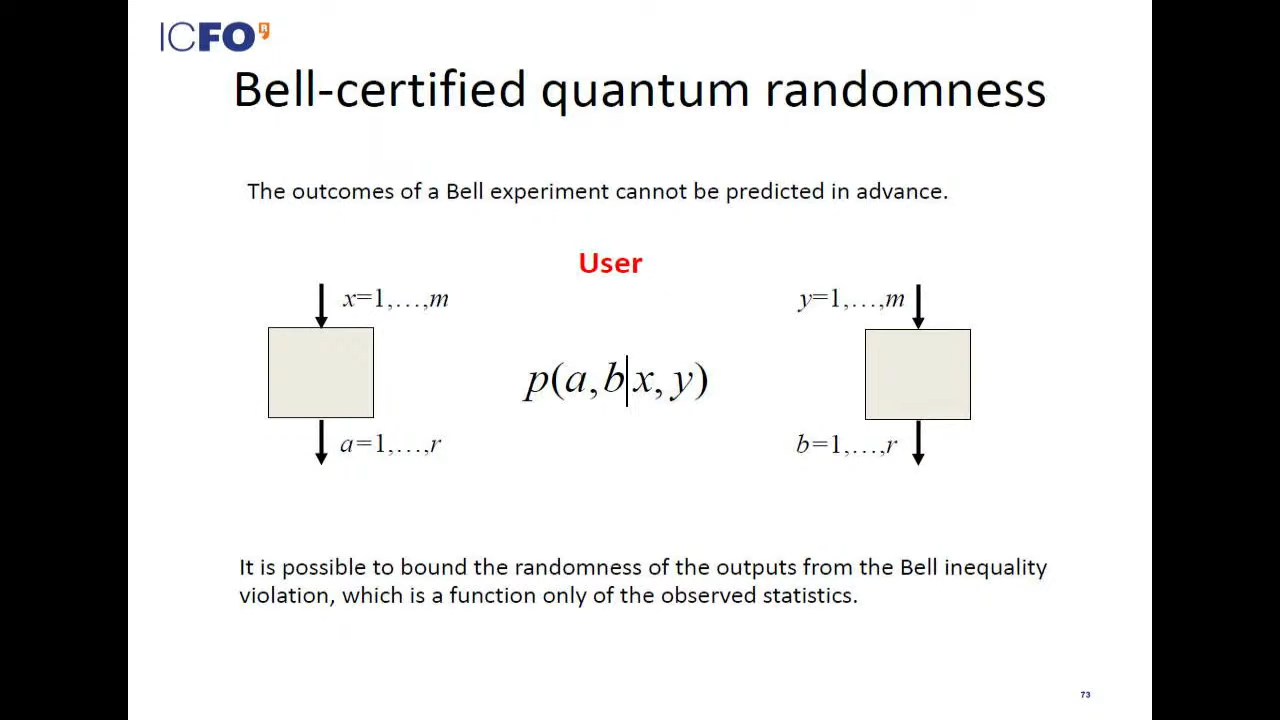 ICFO R
Bell-certified quantum randomness
The outcomes of a Bell experiment cannot be predicted in advance.
User
x=1,…,m
y=1,…,m
p(a,b|x,y)
a=1,…,r
b=1,…,r
It is possible to bound the randomness of the outputs from the Bell inequality
violation, which is a function only of the observed statistics.
73